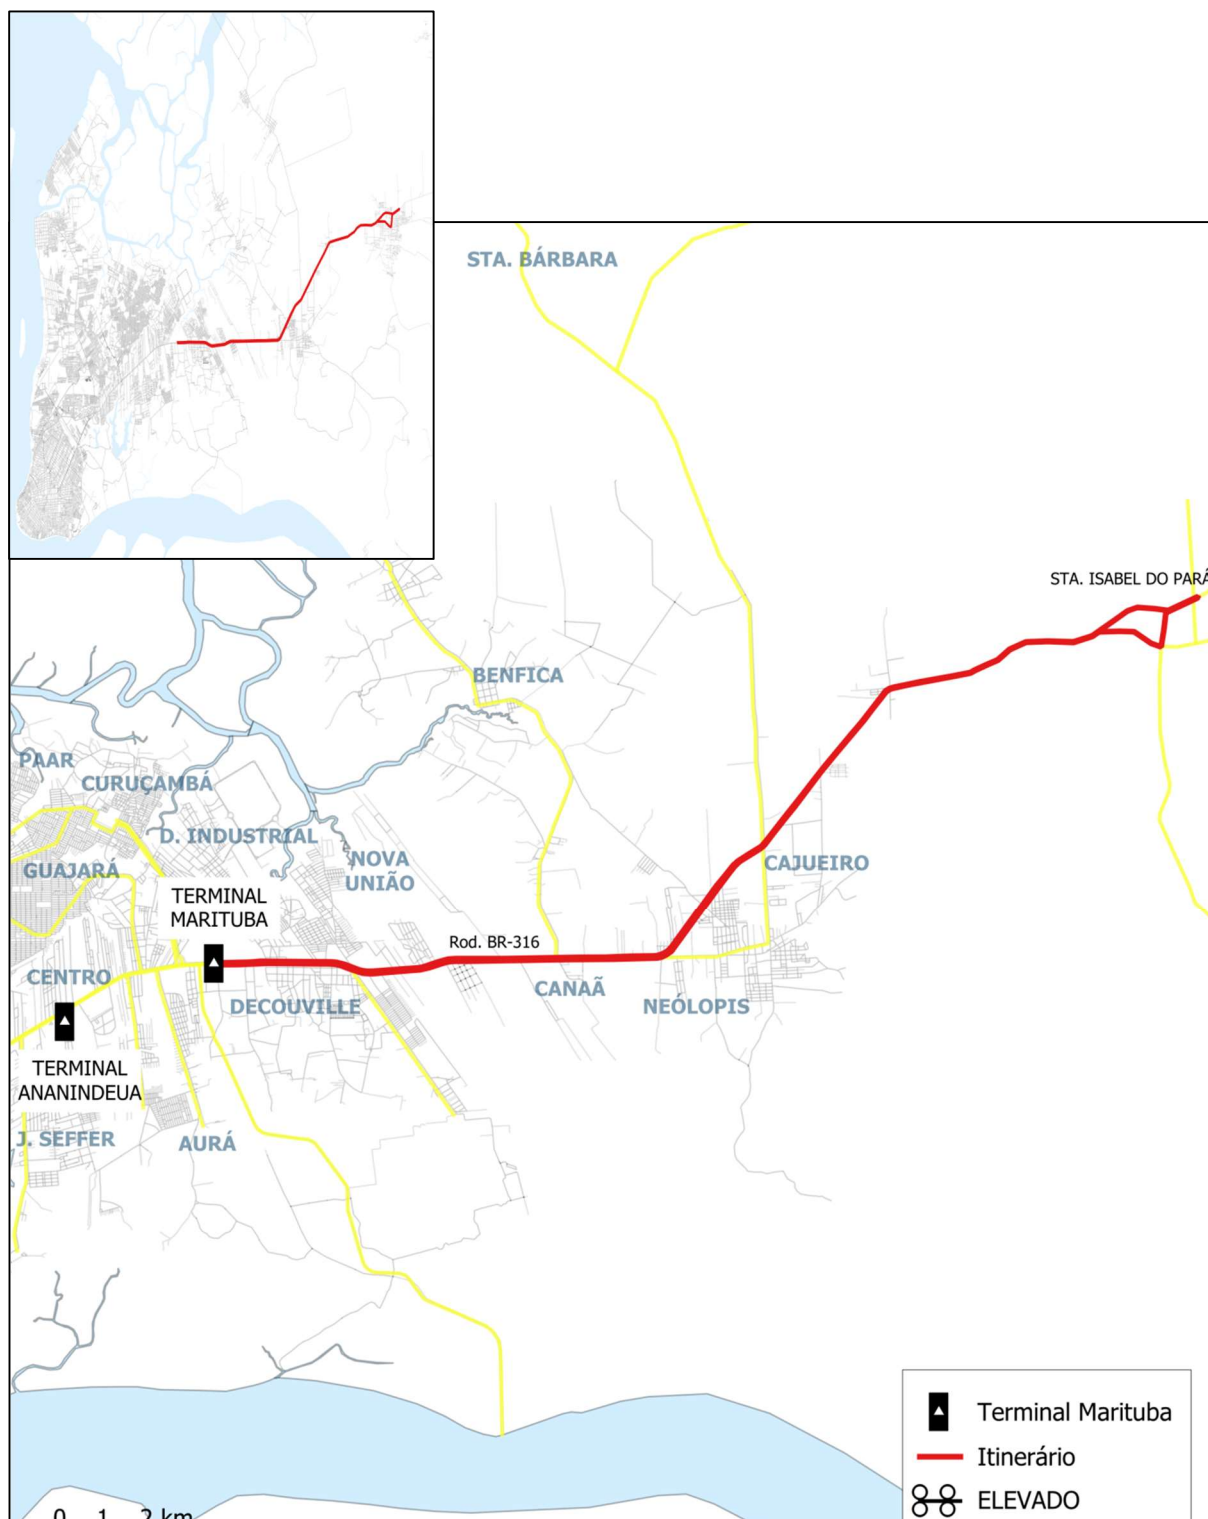 STA. BÁRBARA
STA. ISABEL DO PARÁ
BENFICA
PAAR
CURUÇAMBÁ
D. INDUSTRIAL
NOVA
UNIÃO
GUAJARÁ
CAJUEIRO
TERMINAL
MARITUBA
Rod. BR-316
CENTRO
CANAÃ
DECOUVILLE
NEÓLOPIS
TERMINAL
ANANINDEUA
J. SEFFER
AURÁ
Terminal Marituba
Itinerário
ELEVADO
0 1 2 km